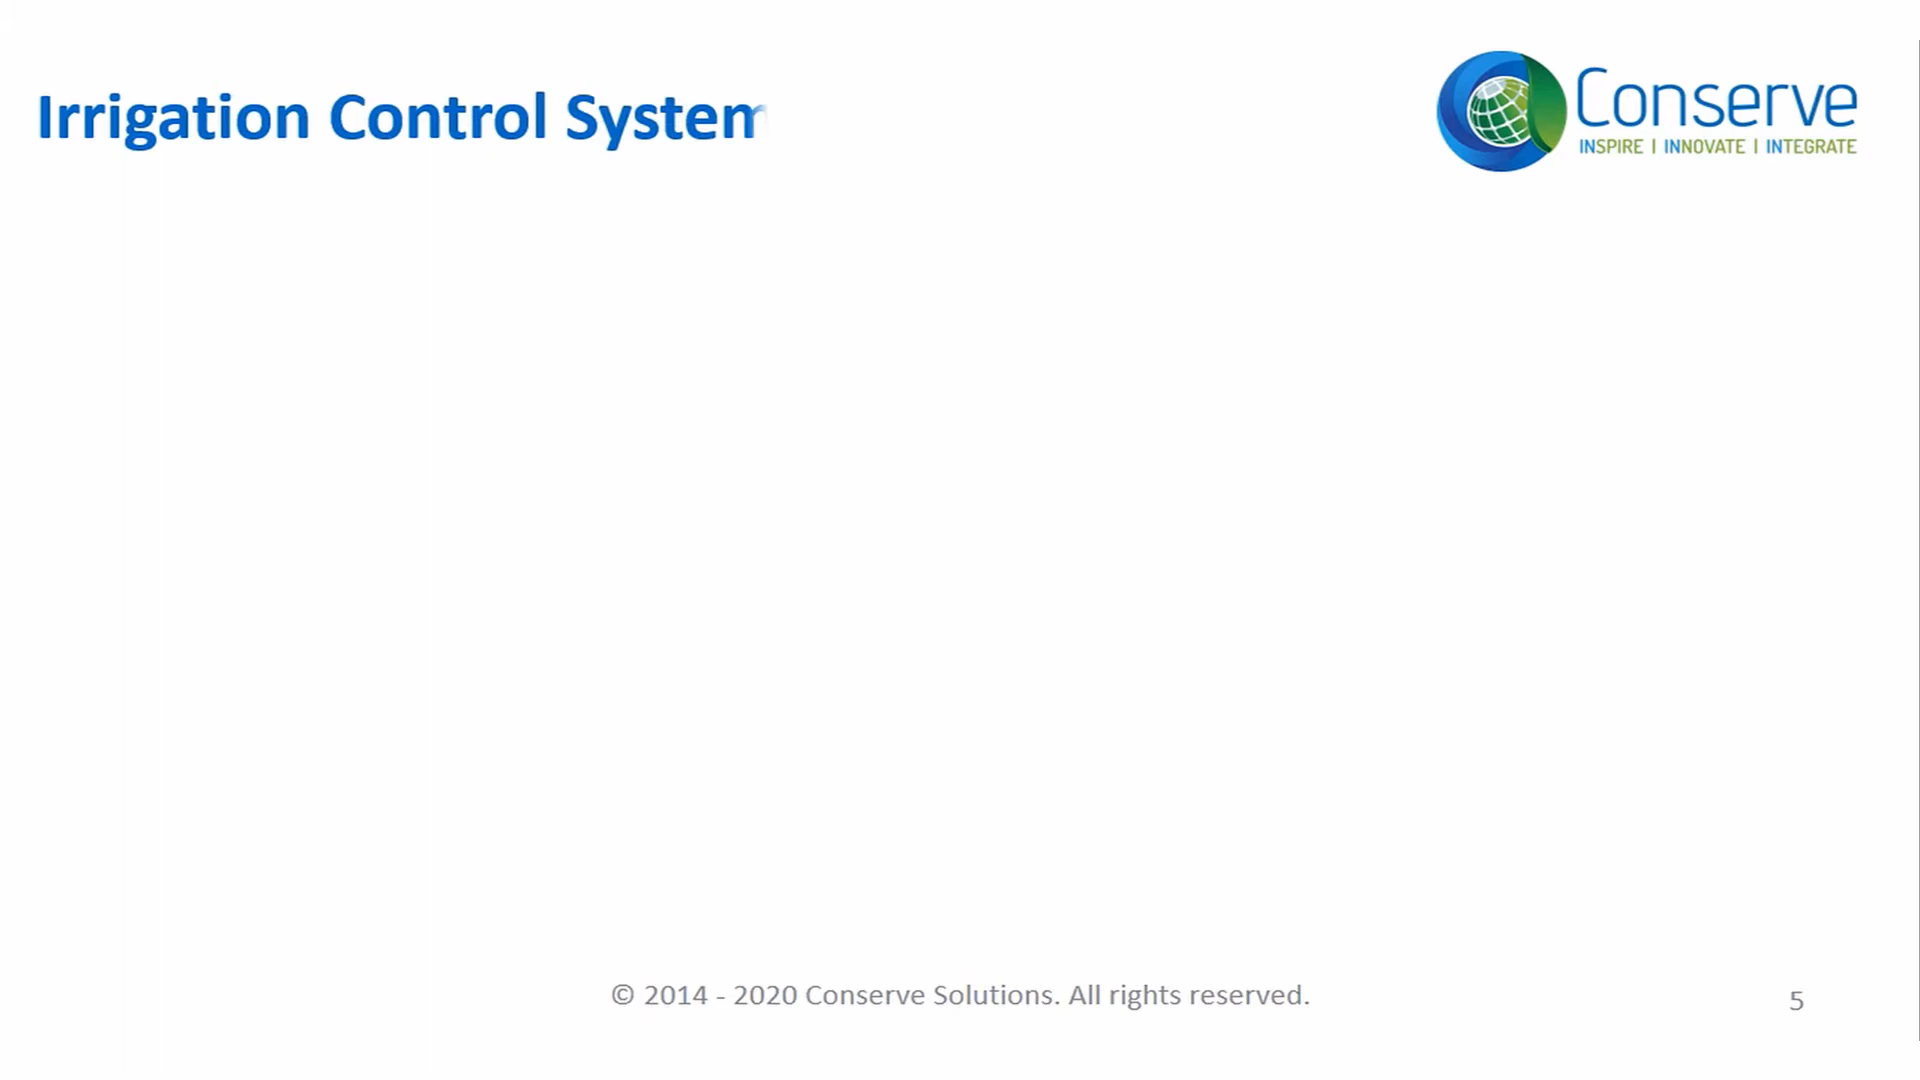 Irrigation Control System
Conserve
INSPIRE | INNOVATE | INTEGRATE
© 2014 - 2020 Conserve Solutions. All rights reserved.
5